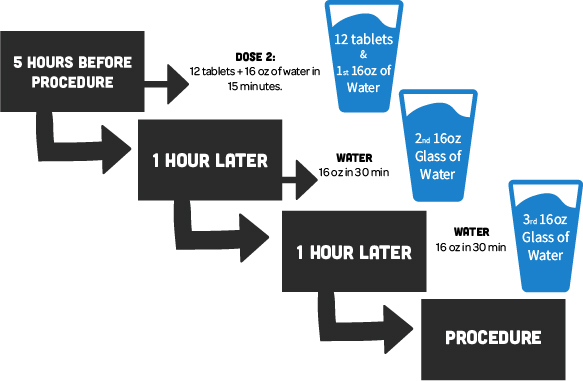 5 HOURS BEFORE
PROCEDURE
DOSE 2:
12 tablets + 16 oz of water in
15 minutes.
12 tablets
&
1st 16oz of
Water
1 HOUR LATER
WATER
16 oz in 30 min
2nd 16oz
Glass of
Water
1 HOUR LATER
WATER
16 oz in 30 min
3rd 16oz
Glass of
Water
PROCEDURE